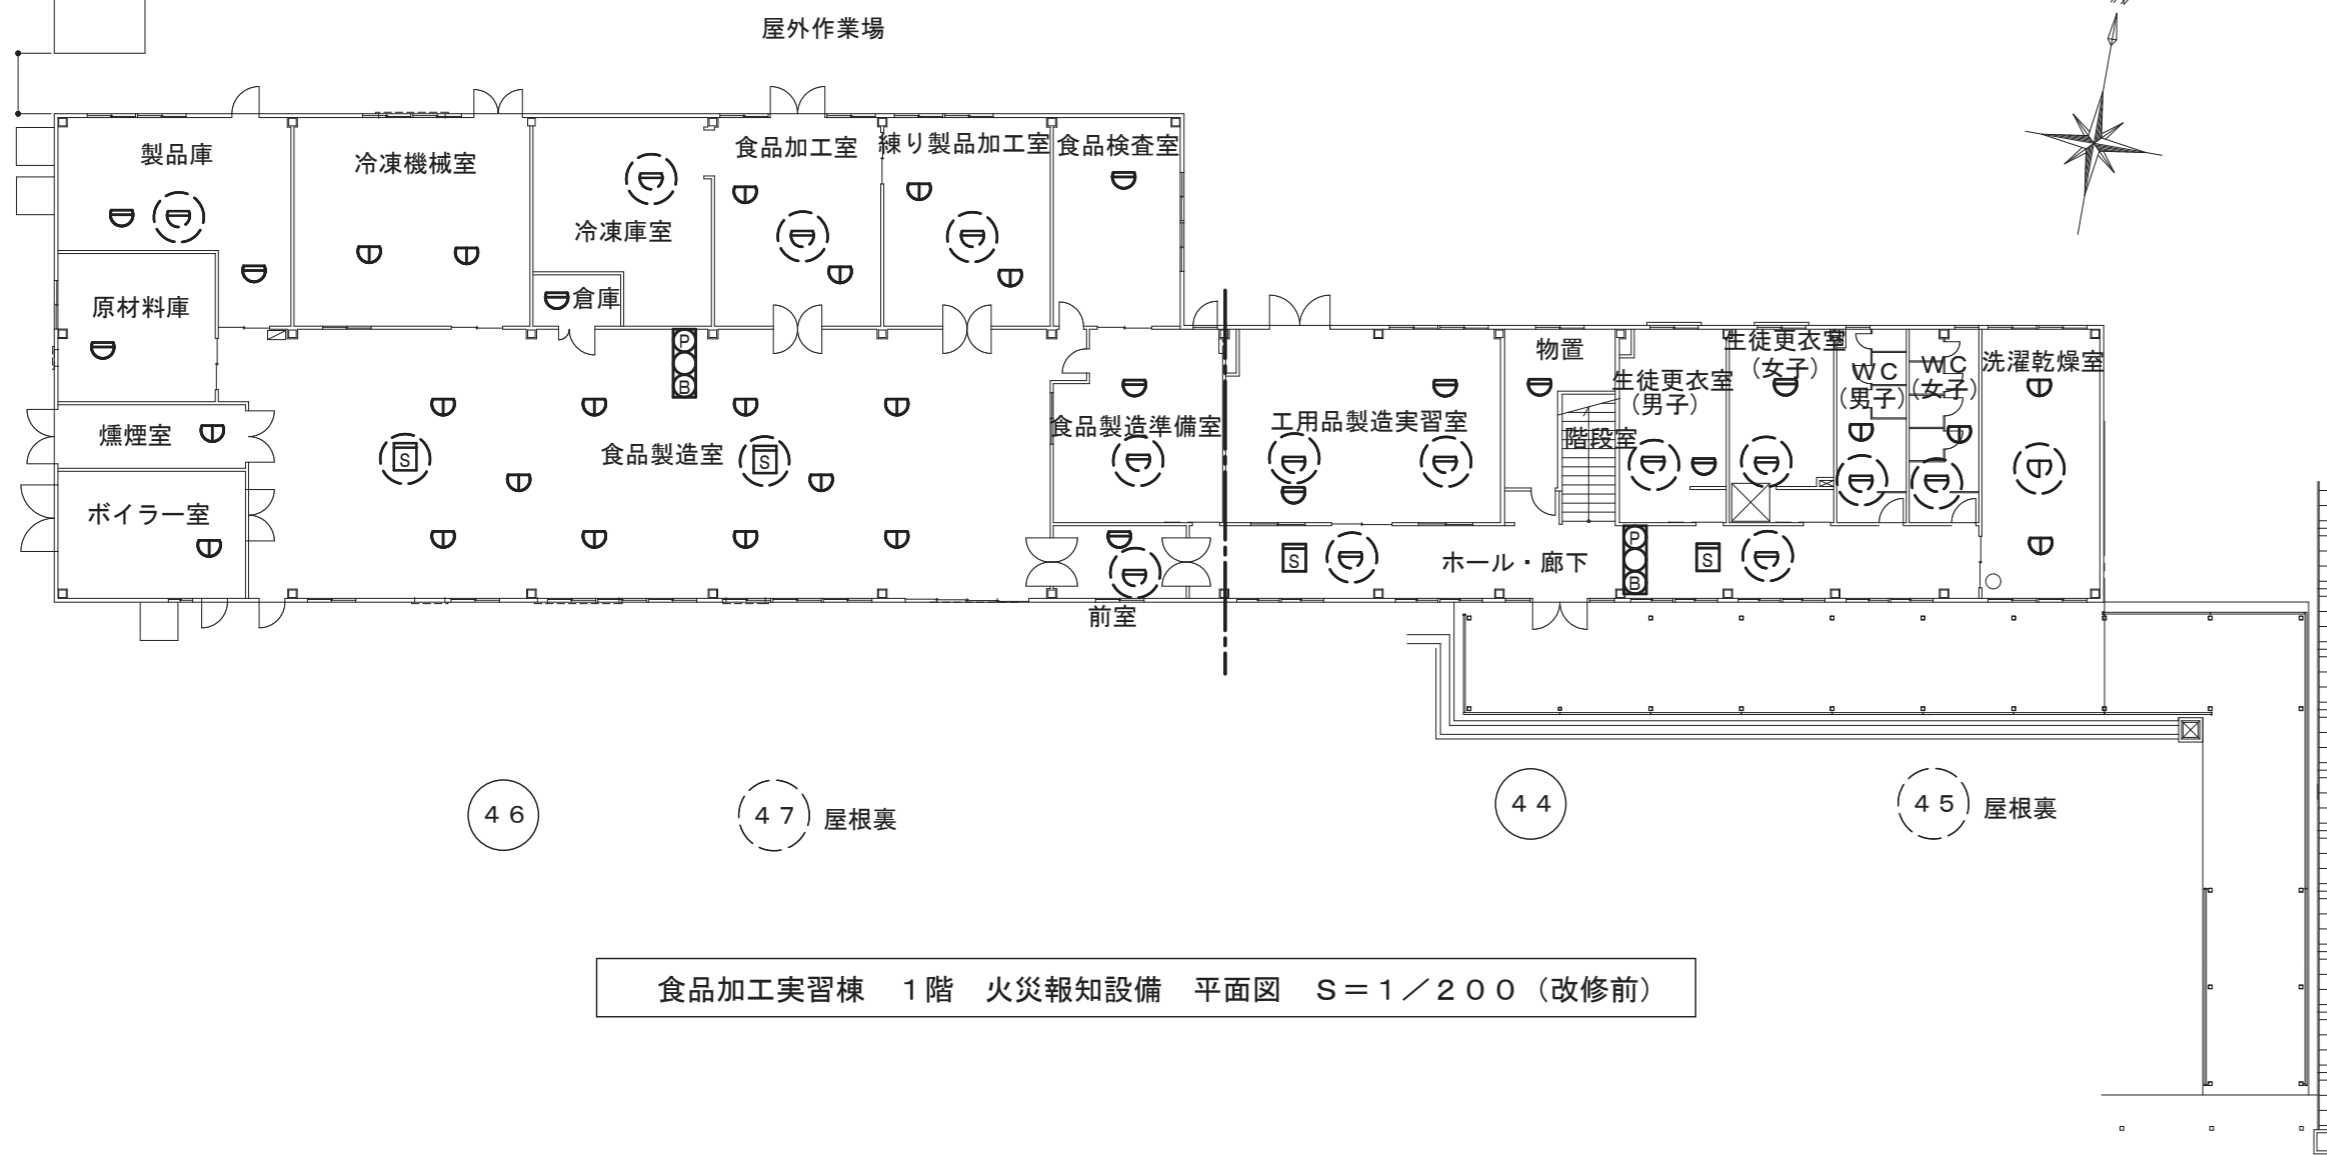 屋外作業場
製品庫
冷凍機械室
冷凍庫室
食品加工室
練り製品加工室
食品検査室
原材料庫
倉庫
燻煙室
ボイラー室
P
B
S
食品製造室
S
食品製造準備室
前室
工用品製造実習室
物置
階段室
生徒更衣室
（男子）
生徒更衣室
（女子）
ＷＣ
（男子）
ＷＣ
（女子）
洗濯乾燥室
S
ホール・廊下
P
B
S
４６
４７
屋根裏
４４
４５
屋根裏
食品加工実習棟　１階　火災報知設備　平面図　Ｓ＝１／２００（改修前）